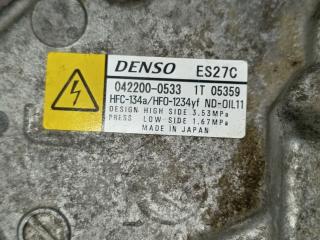 DENSO ES27C
042200-0533 1T 05359
HFC-134a/HFO-1234yf ND-OIL11
DESIGN HIGH SIDE 3.53MPa
PRESS LOW-SIDE 1.67MPa
MADE IN JAPAN